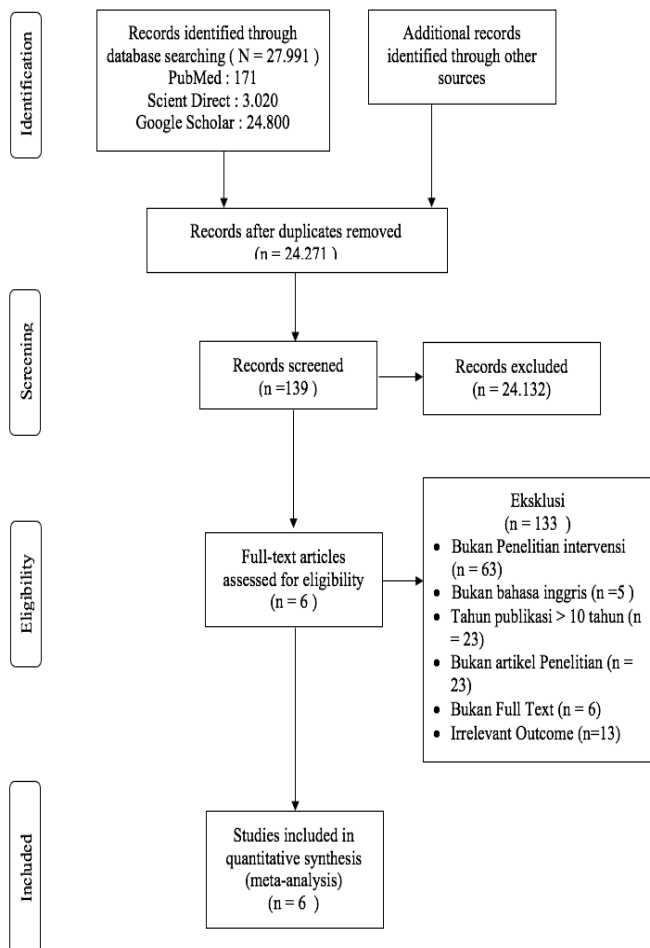 Identification
Records identified through
database searching ( N = 27.991 )
PubMed : 171
Scient Direct : 3.020
Google Scholar : 24.800
Additional records
identified through other
sources
Records after duplicates removed
(n = 24.271 )
Screening
Records screened
(n =139 )
Records excluded
(n = 24.132)
Eligibility
Full-text articles
assessed for eligibility
(n = 6 )
Eksklusi
(n = 133 )
• Bukan Penelitian intervensi
(n = 63)
• Bukan bahasa inggris (n =5 )
• Tahun publikasi > 10 tahun (n
= 23)
• Bukan artikel Penelitian (n =
23)
• Bukan Full Text (n = 6)
• Irrelevant Outcome (n=13)
Included
Studies included in
quantitative synthesis
(meta-analysis)
(n = 6 )